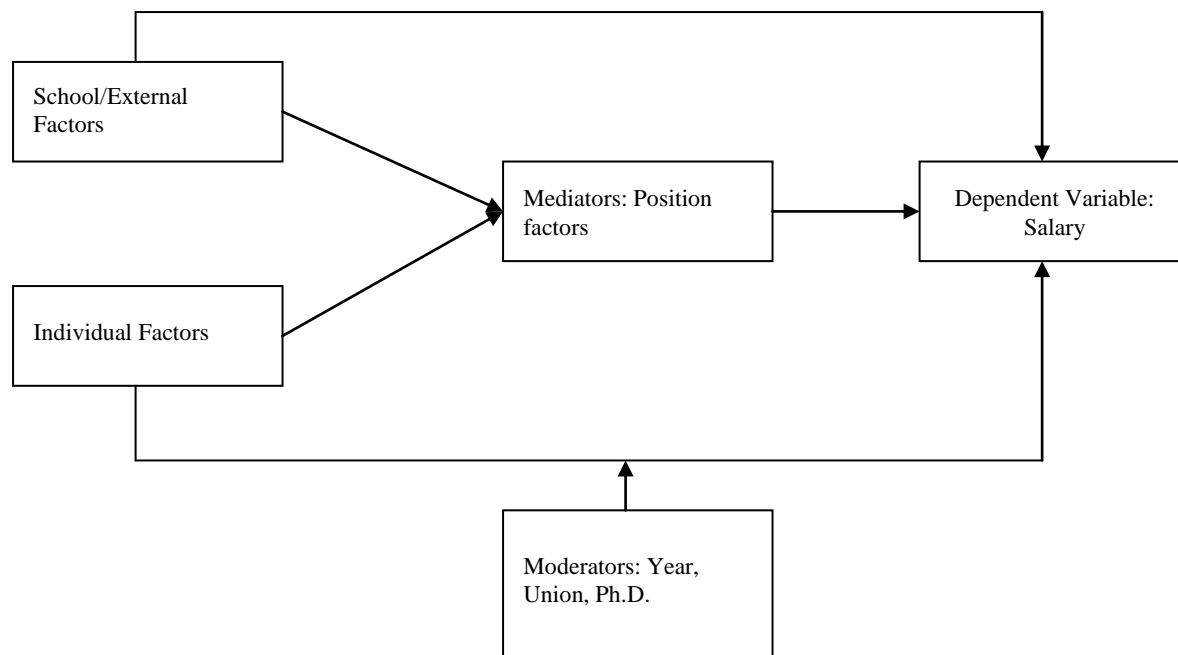 School/External
Factors
Mediators: Position
factors
Dependent Variable:
Salary
Individual Factors
Moderators: Year,
Union, Ph.D.